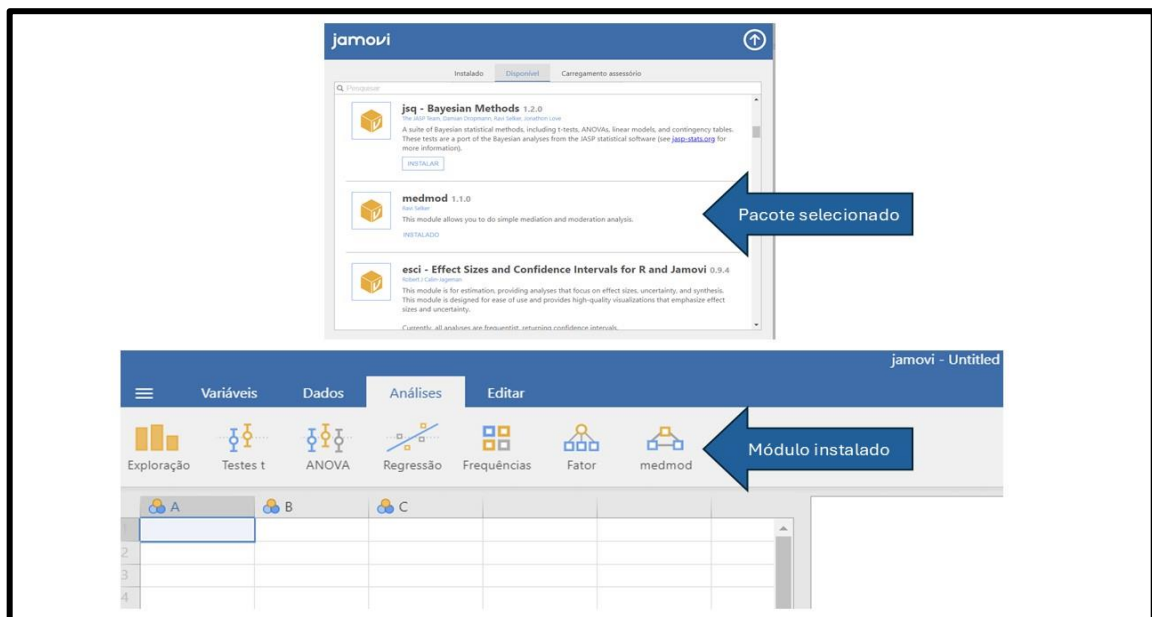 jamovi
Instalado Disponível Carregamento assessório
Pesquisar
jsq - Bayesian Methods 1.2.0
The JASP Team, Damian Dropmann, Ravi Selker, Jonathon Love
A suite of Bayesian statistical methods, including t-tests, ANOVAs, linear models, and contingency tables.
These tests are a part of the Bayesian analyses from the JASP statistical software (see jasp-stats.org for
more information).
INSTALAR
medmod 1.1.0
Ravi Selker
This module allows you to do simple mediation and moderation analysis.
INSTALADO
Pacote selecionado
esci - Effect Sizes and Confidence Intervals for R and Jamovi 0.9.4
Robert J Calin-Jageman
This module is for estimation, providing analyses that focus on effect sizes, uncertainty, and synthesis.
This module is designed for ease of use and provides high-quality visualizations that emphasize effect
sizes and uncertainty.
Currently, all analyses are frequentist, returning confidence intervals.
jamovi - Untitled
Variáveis Dados Análises Editar
Exploração Testes t ANOVA Regressão Frequências Fator medmod
Módulo instalado
A B C
1
2
3
4